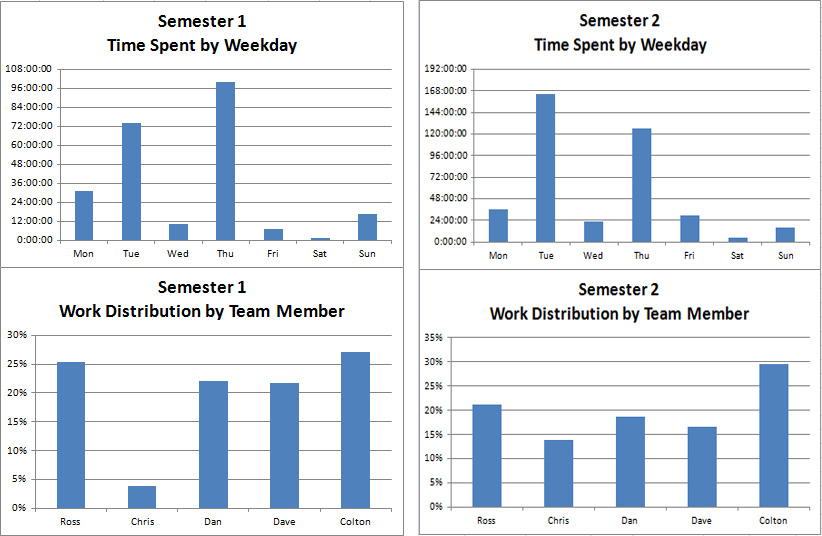 Semester 1
Time Spent by Weekday
108:00:00
96:00:00
84:00:00
72:00:00
60:00:00
48:00:00
36:00:00
24:00:00
12:00:00
0:00:00
Mon Tue Wed Thu Fri Sat Sun
Semester 2
Time Spent by Weekday
192:00:00
168:00:00
144:00:00
120:00:00
96:00:00
72:00:00
48:00:00
24:00:00
0:00:00
Mon Tue Wed Thu Fri Sat Sun
Semester 1
Work Distribution by Team Member
30%
25%
20%
15%
10%
5%
0%
Ross Chris Dan Dave Colton
Semester 2
Work Distribution by Team Member
35%
30%
25%
20%
15%
10%
5%
0%
Ross Chris Dan Dave Colton